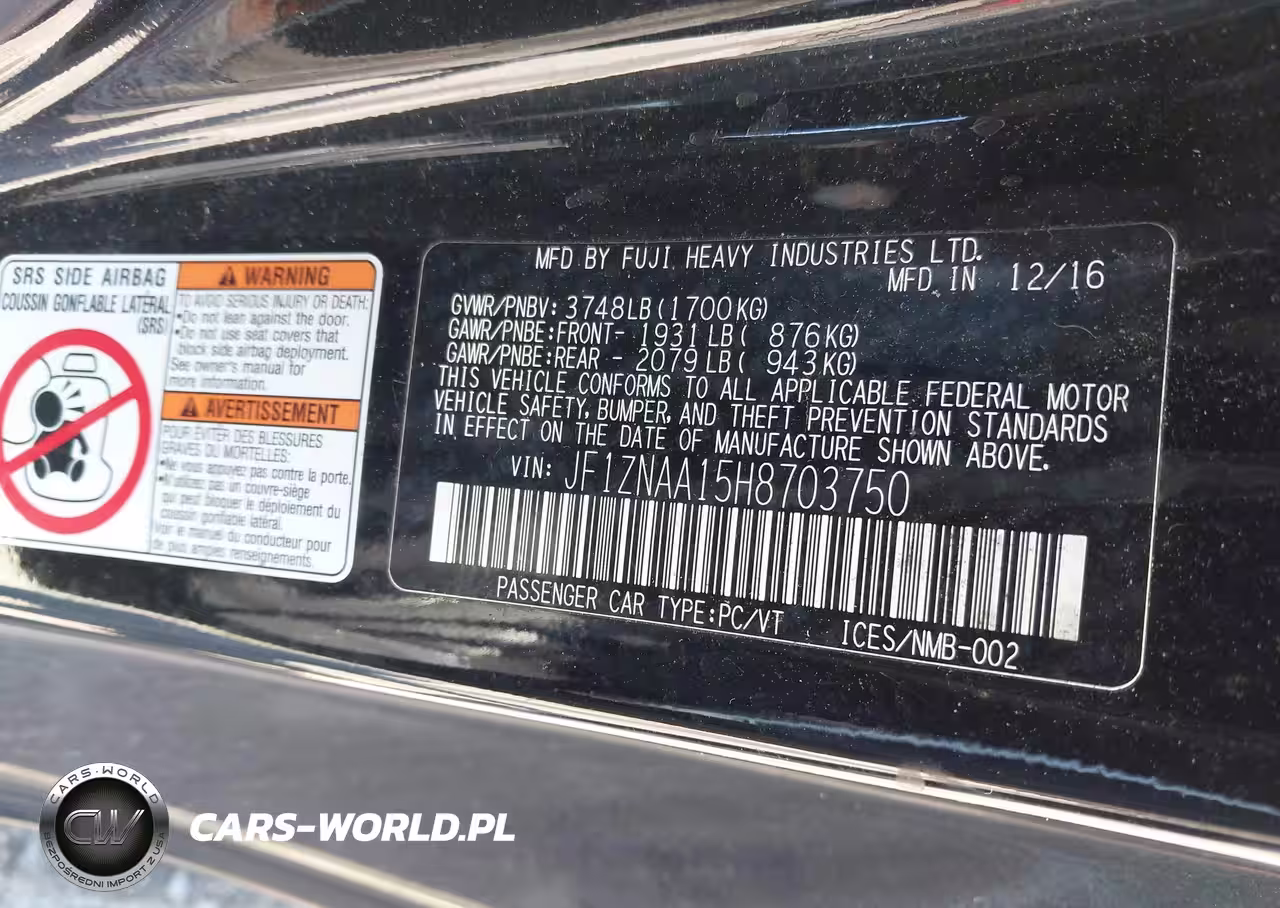 SRS SIDE AIRBAG
COUSSIN GONFLABLE LATERAL
(SRS)
WARNING
TO AVOID SERIOUS INJURY OR DEATH:
•Do not lean against the door.
•Do not use seat covers that
block side airbag deployment.
See owner's manual for
more information.
AVERTISSEMENT
POUR EVITER DES BLESSURES
GRAVES OU MORTELLES:
•Ne vous appuyez pas contre la porte.
•N'utilisez pas un couvre-siège
qui peut bloquer le déploiement du
coussin gonflable latéral.
Voir le manuel du conducteur pour
de plus amples renseignements.
MFD BY FUJI HEAVY INDUSTRIES LTD.
MFD IN 12/16
GVWR/PNBV: 3748LB(1700KG)
GAWR/PNBE:FRONT- 1931LB( 876KG)
GAWR/PNBE:REAR - 2079LB( 943KG)
THIS VEHICLE CONFORMS TO ALL APPLICABLE FEDERAL MOTOR
VEHICLE SAFETY, BUMPER, AND THEFT PREVENTION STANDARDS
IN EFFECT ON THE DATE OF MANUFACTURE SHOWN ABOVE.
VIN: JF1ZNAA15H8703750
PASSENGER CAR TYPE:PC/VT ICES/NMB-002
CARS-WORLD
CW
BEZPOŚREDNI IMPORT Z USA
CARS-WORLD.PL